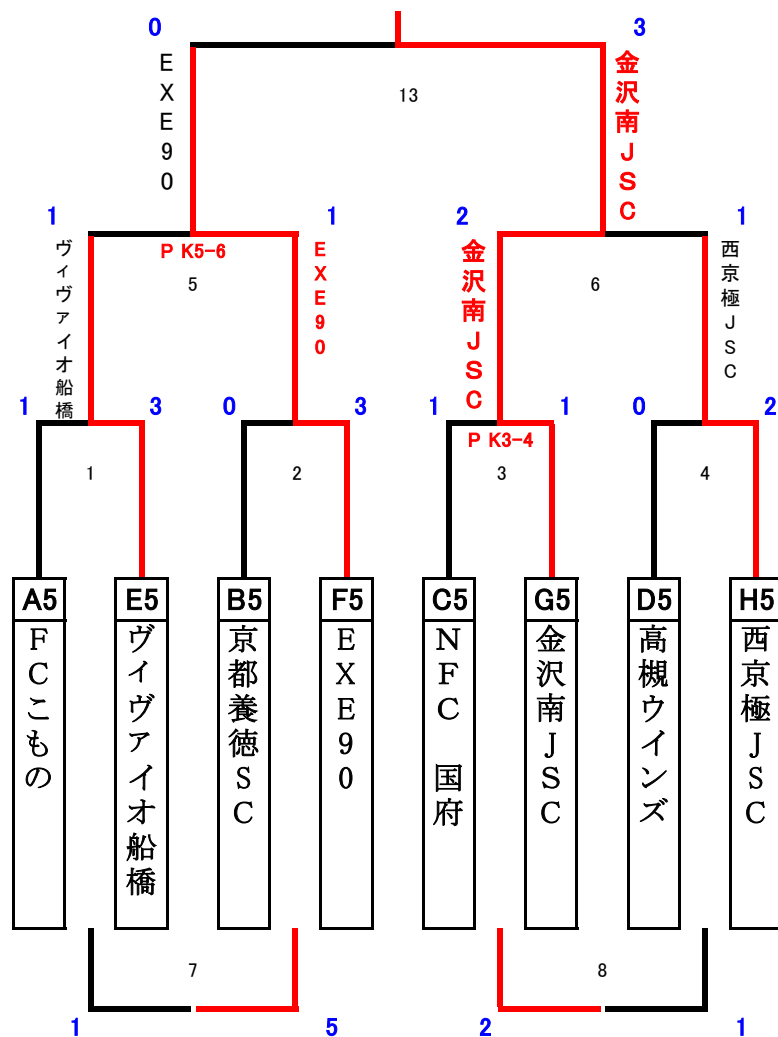 0
3
EXE90
金沢南JSC
13
1
1
2
1
ヴィヴァイオ船橋
P K5-6
EXE90
金沢南JSC
西京極JSC
5
6
1
3
0
3
1
1
0
2
P K3-4
1
2
3
4
A5
E5
B5
F5
C5
G5
D5
H5
FCこもの
ヴィヴァイオ船橋
京都養徳SC
EXE90
NFC 国府
金沢南JSC
高槻ウインズ
西京極JSC
7
8
1
5
2
1